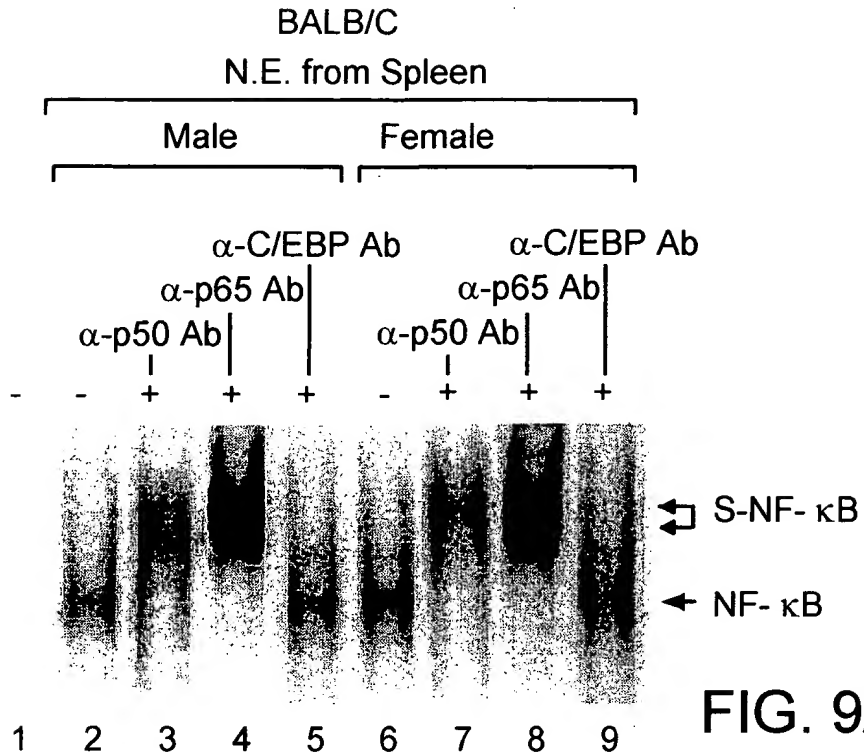 BALB/C
N.E. from Spleen
Male Female
α-C/EBP Ab α-C/EBP Ab
α-p65 Ab α-p65 Ab
α-p50 Ab α-p50 Ab
- - + + + - + + +
S-NF- κB
NF- κB
1 2 3 4 5 6 7 8 9
FIG. 9